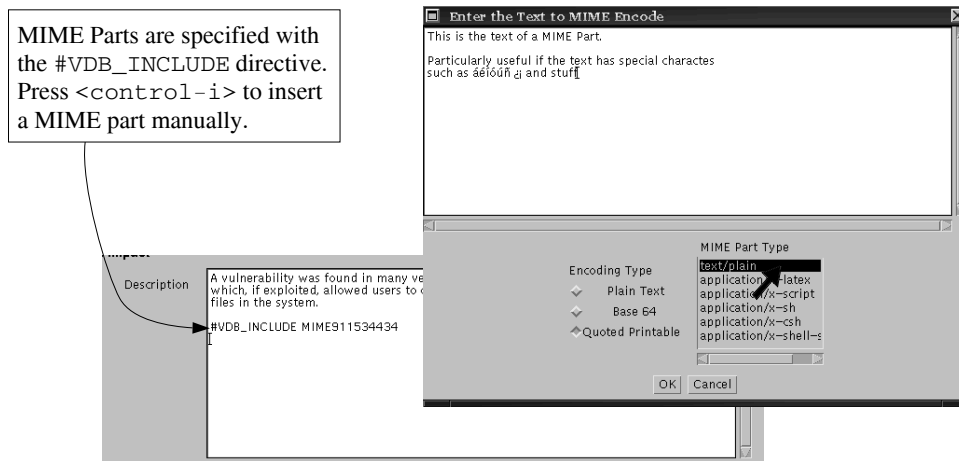 MIME Parts are specified with
the #VDB_INCLUDE directive.
Press <control-i> to insert
a MIME part manually.
Enter the Text to MIME Encode
This is the text of a MIME Part.
Particularly useful if the text has special charactes
such as áéíóúñ ¿¡ and stuff
MIME Part Type
Encoding Type
Plain Text
Base 64
Quoted Printable
text/plain
application/x-latex
application/x-script
application/x-sh
application/x-csh
application/x-shell-s
OK Cancel
Impact
Description
A vulnerability was found in many ve
which, if exploited, allowed users to
files in the system.
#VDB_INCLUDE MIME911534434